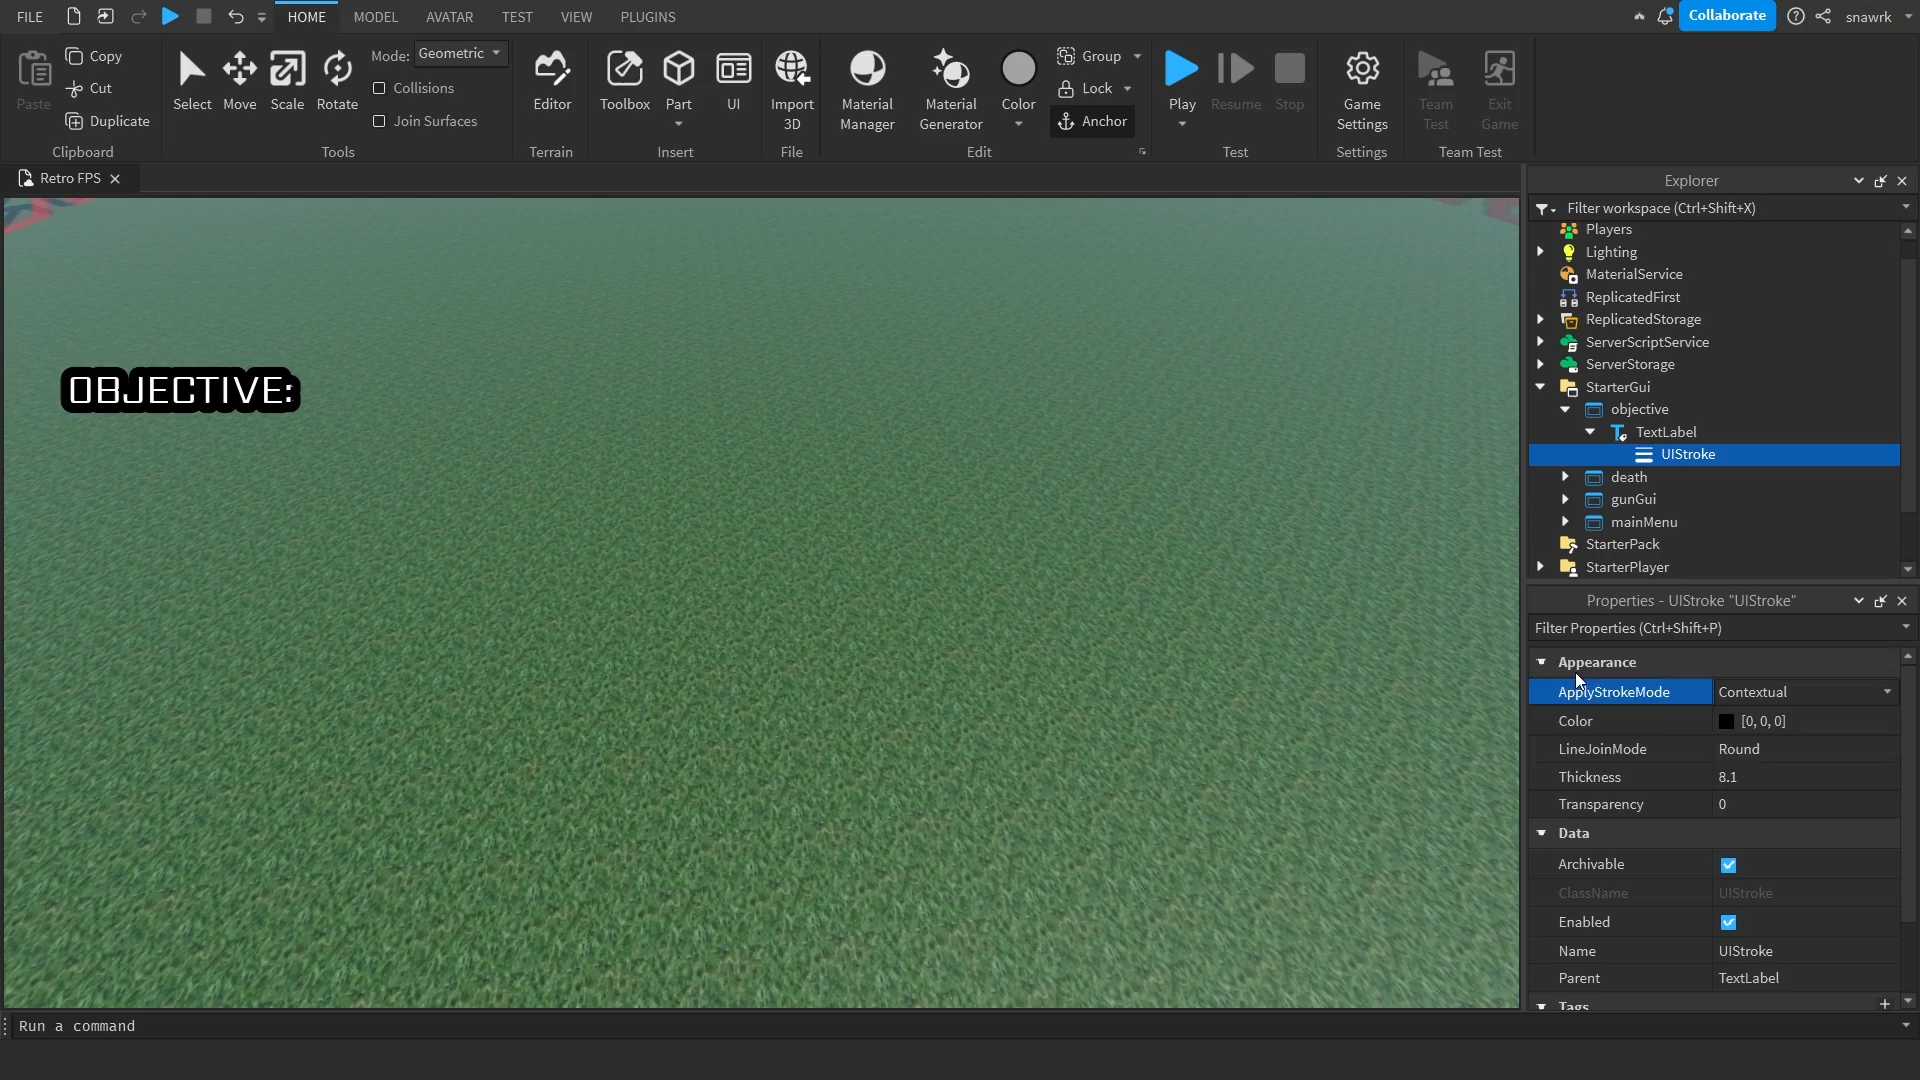 FILE HOME MODEL AVATAR TEST VIEW PLUGINS Collaborate snawrk
Paste Copy Cut Duplicate Clipboard
Select Move Scale Rotate Mode: Geometric Collisions Join Surfaces Tools
Editor Terrain
Toolbox Part UI Insert
Import 3D File
Material Manager Material Generator Color Group Lock Anchor Edit
Play Resume Stop Test
Game Settings Settings
Team Test Exit Game Team Test
Retro FPS
OBJECTIVE:
Explorer
Filter workspace (Ctrl+Shift+X)
Players
Lighting
MaterialService
ReplicatedFirst
ReplicatedStorage
ServerScriptService
ServerStorage
StarterGui
objective
TextLabel
UIStroke
death
gunGui
mainMenu
StarterPack
StarterPlayer
Properties - UIStroke "UIStroke"
Filter Properties (Ctrl+Shift+P)
Appearance
ApplyStrokeMode Contextual
Color [0, 0, 0]
LineJoinMode Round
Thickness 8.1
Transparency 0
Data
Archivable
ClassName UIStroke
Enabled
Name UIStroke
Parent TextLabel
Tags
Run a command